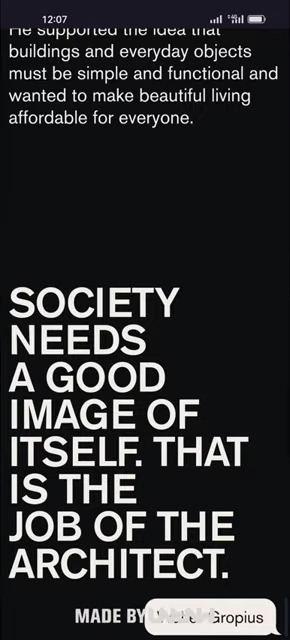 12:07
He supported the idea that
buildings and everyday objects
must be simple and functional and
wanted to make beautiful living
affordable for everyone.
SOCIETY
NEEDS
A GOOD
IMAGE OF
ITSELF. THAT
IS THE
JOB OF THE
ARCHITECT.
MADE BY
Gropius